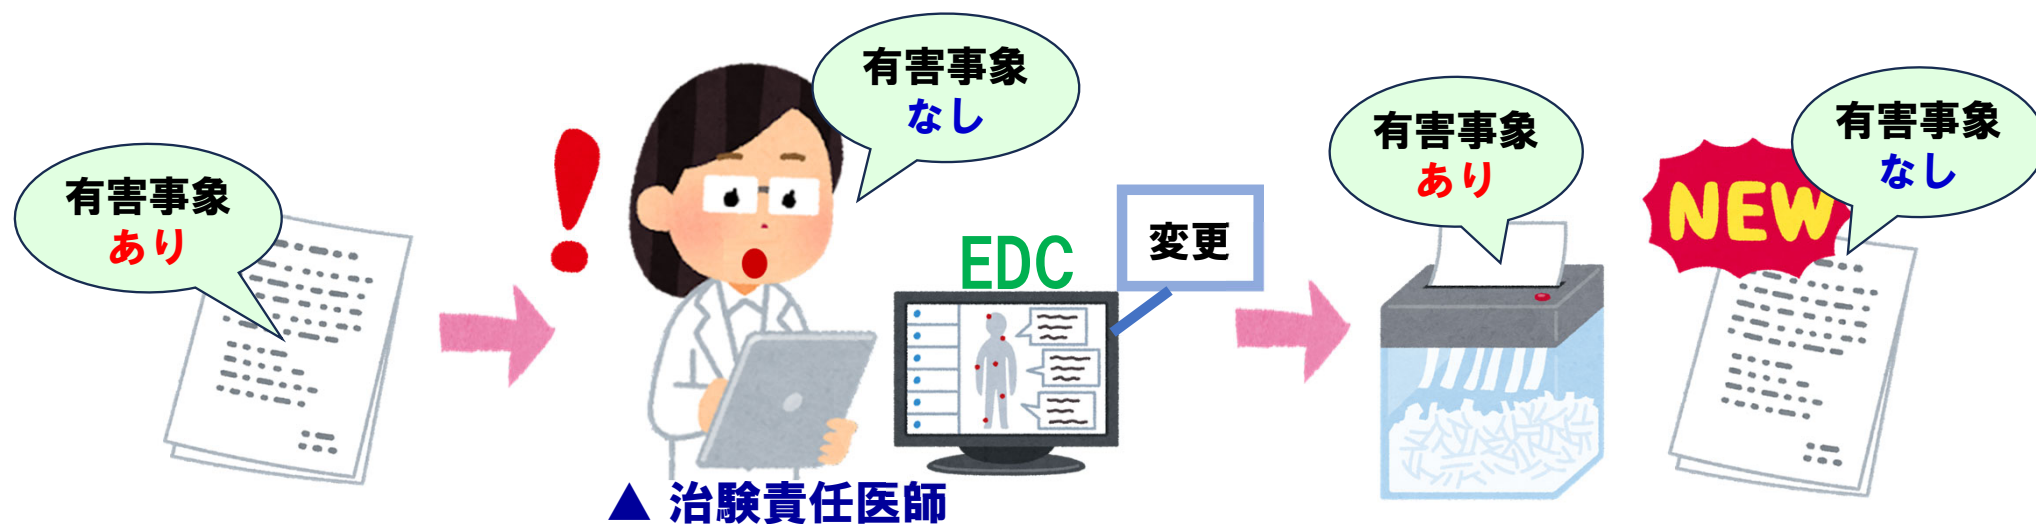 有害事象
あり
有害事象
なし
EDC
変更
▲ 治験責任医師
有害事象
あり
NEW
有害事象
なし